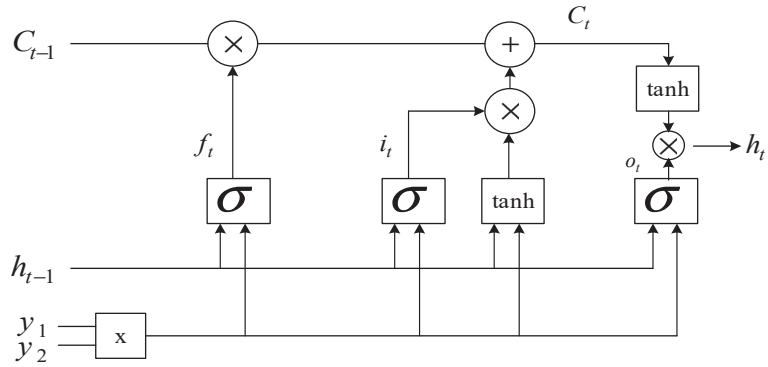 C_t
C_{t-1} × +
tanh
×
f_t i_t × h_t
o_t
σ σ tanh σ
h_{t-1}
y_1
x
y_2